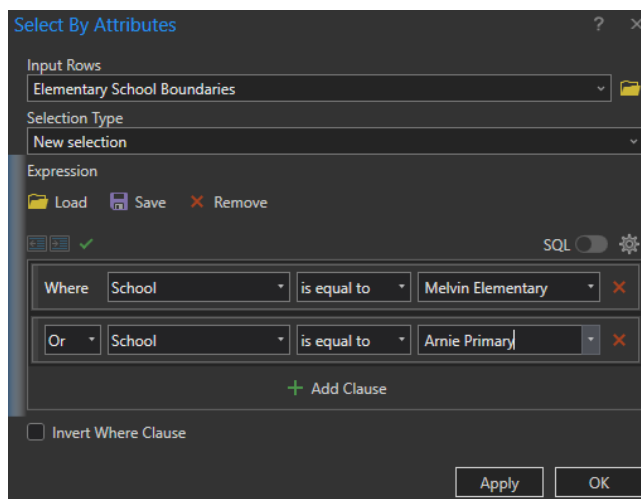 Select By Attributes ?
Input Rows
Elementary School Boundaries
Selection Type
New selection
Expression
Load Save Remove
SQL
Where School is equal to Melvin Elementary
Or School is equal to Arnie Primary
Add Clause
Invert Where Clause
Apply OK